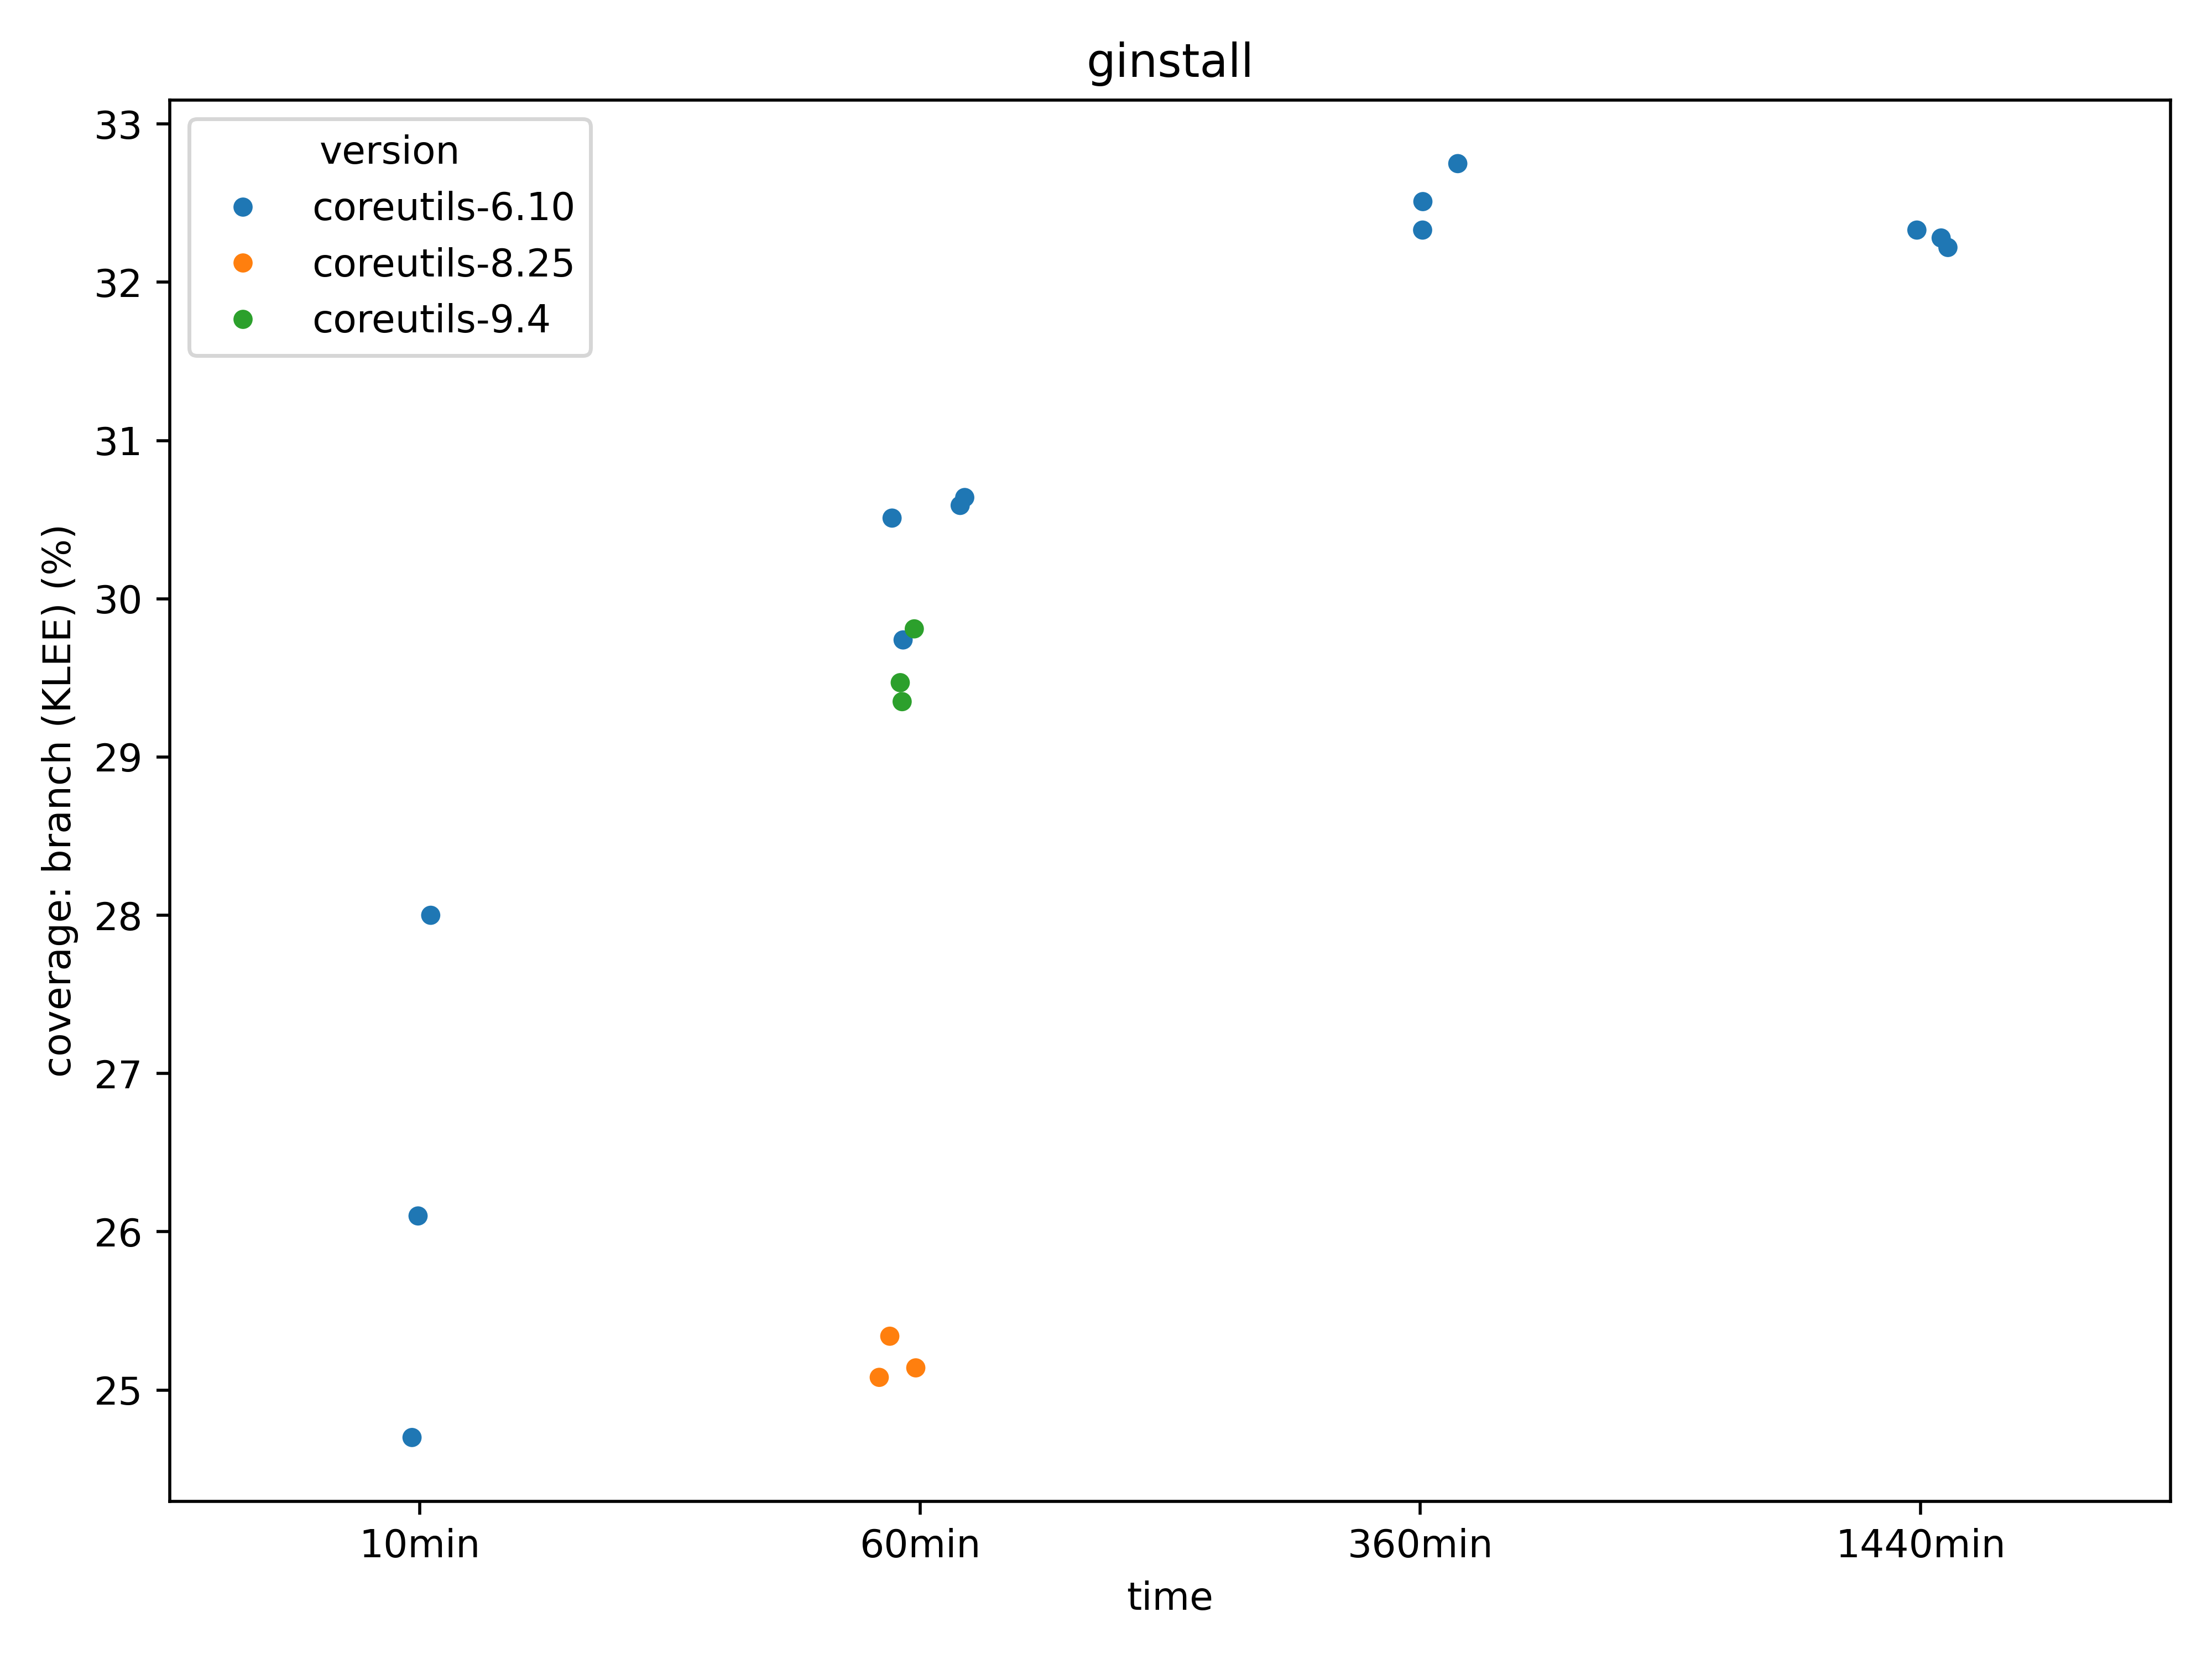 ginstall
version
coreutils-6.10
coreutils-8.25
coreutils-9.4
33
32
31
30
29
28
27
26
25
coverage: branch (KLEE) (%)
10min
60min
360min
1440min
time